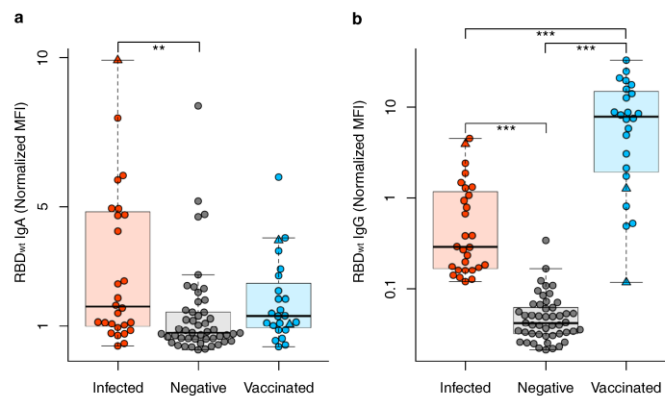 a
**
10
5
1
RBDwt IgA (Normalized MFI)
Infected Negative Vaccinated
b
***
***
***
10
1
0.1
RBDwt IgG (Normalized MFI)
Infected Negative Vaccinated